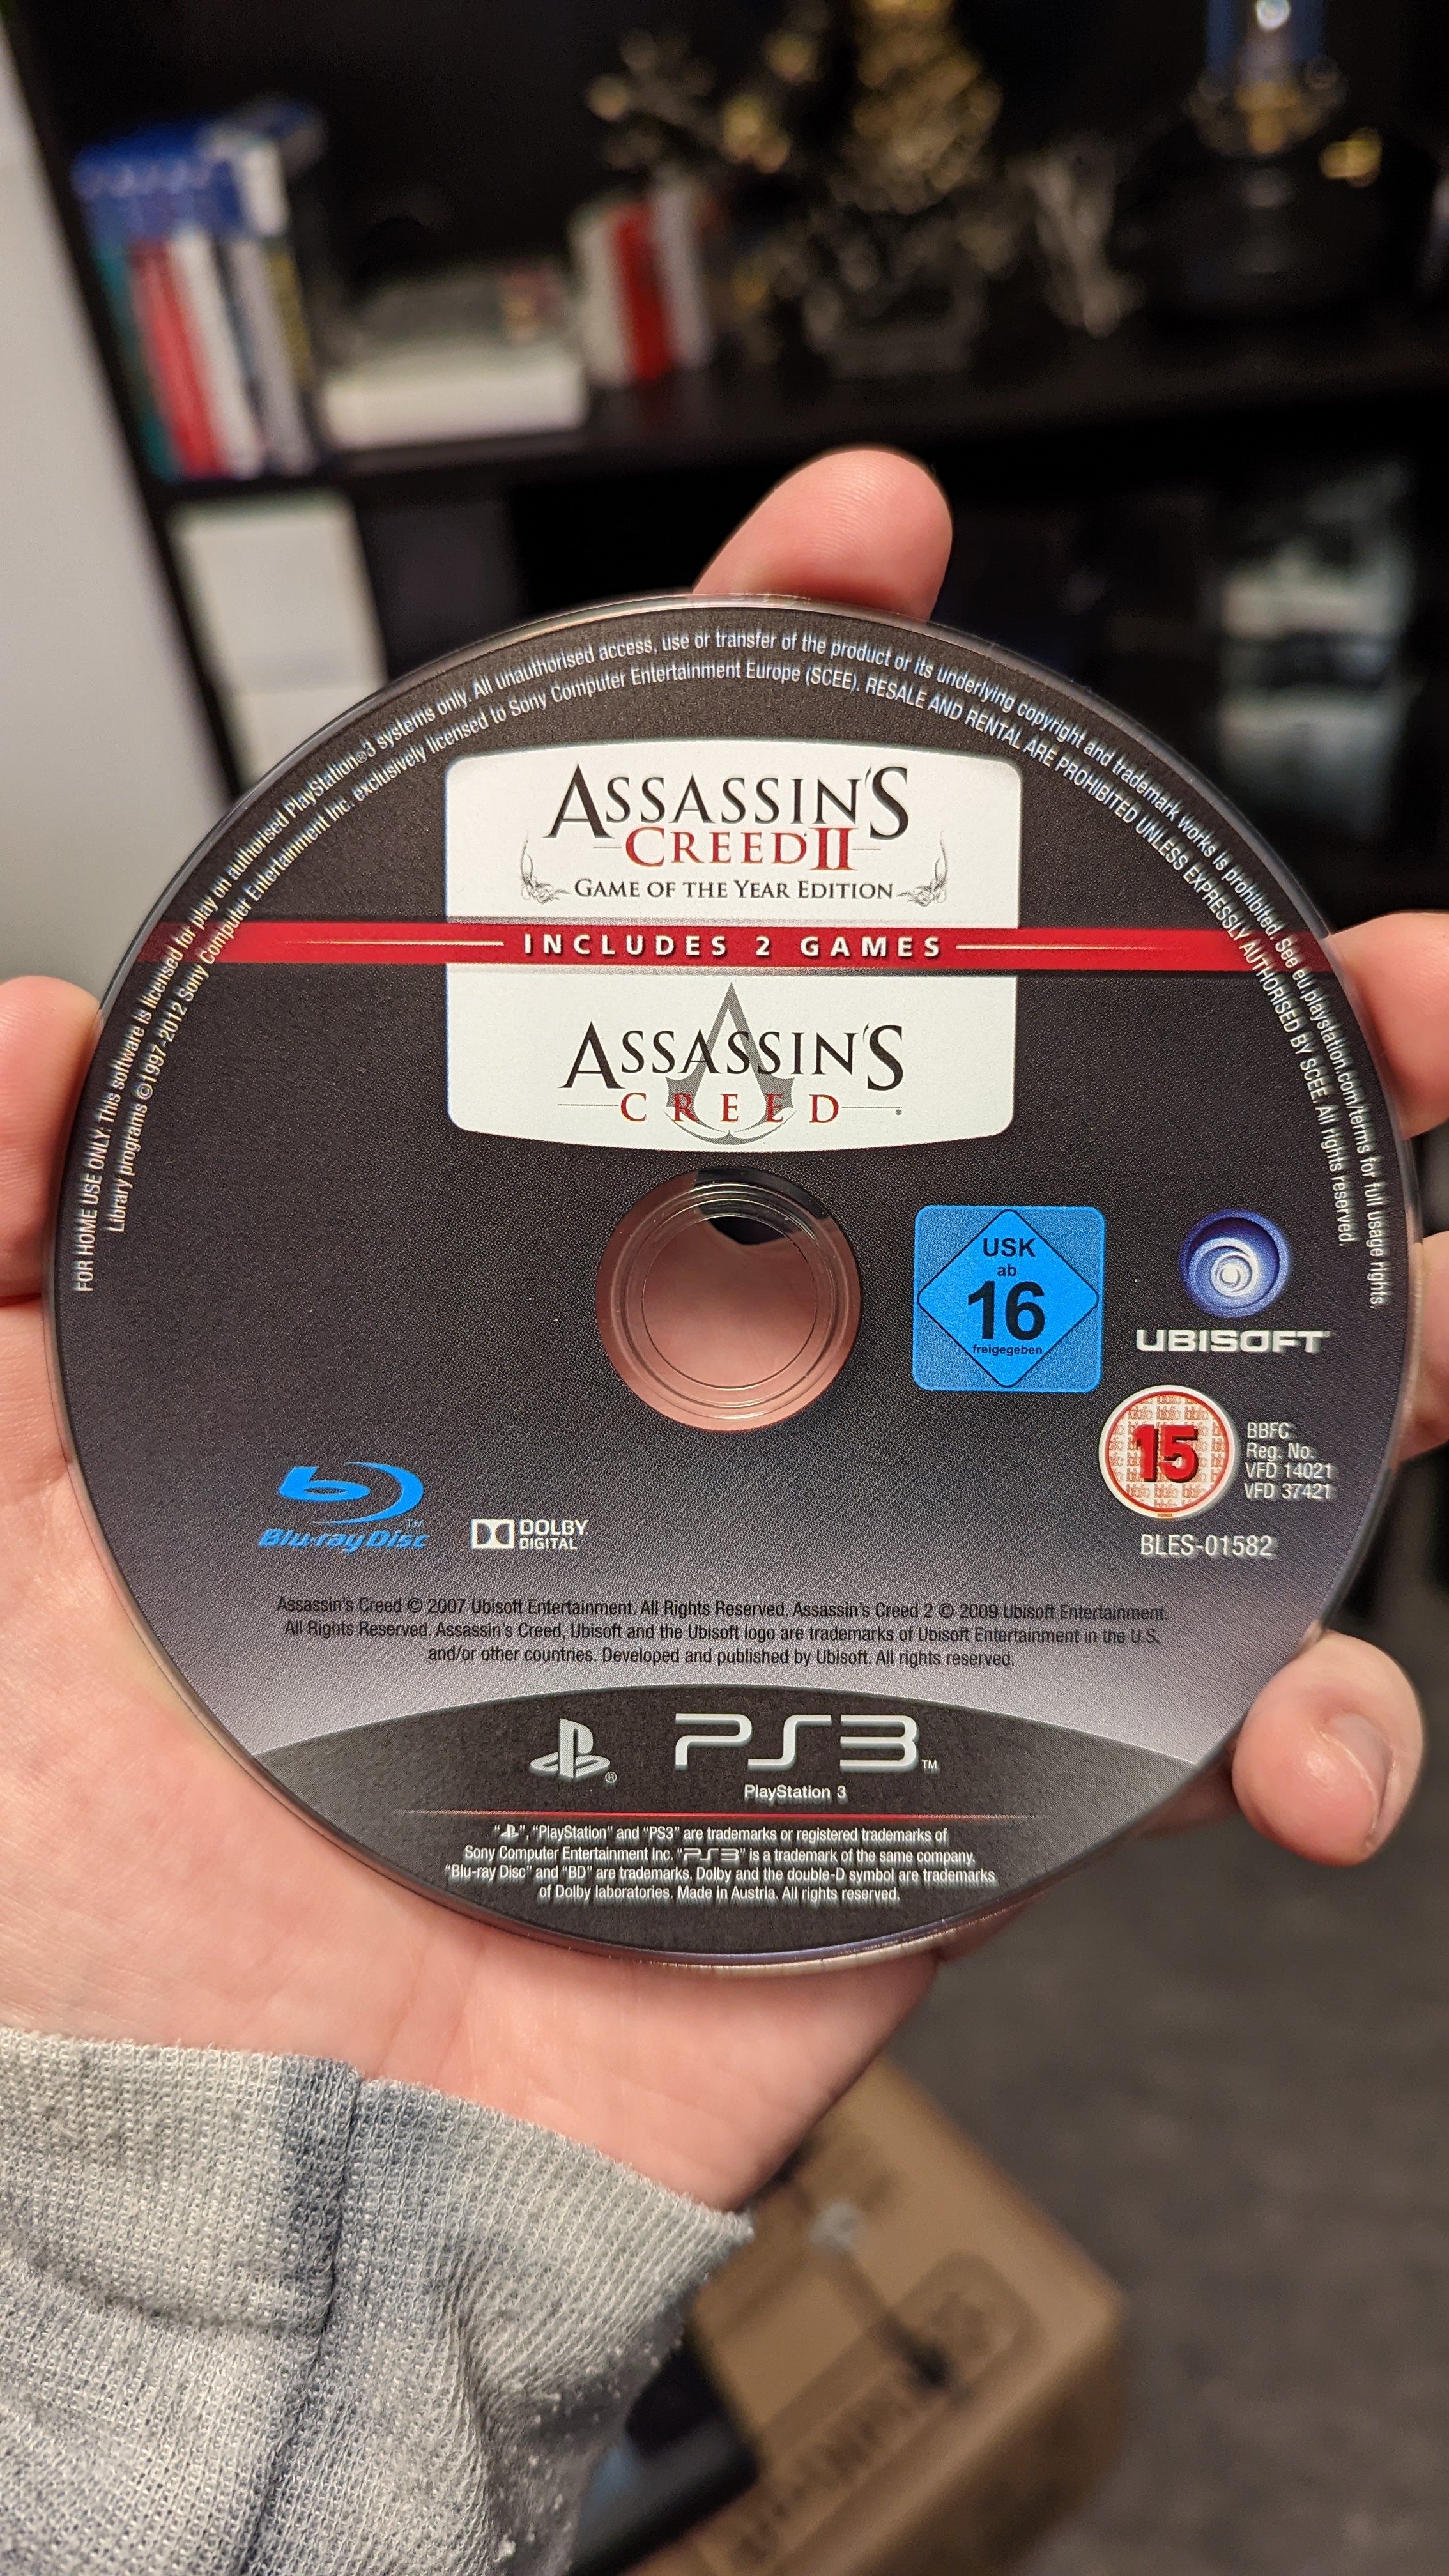 FOR HOME USE ONLY. This software is licensed for play on authorised PlayStation®3 systems only. All unauthorised access, use or transfer of the product or its underlying copyright and trademark works is prohibited. See eu.playstation.com/terms for full usage rights.
Library programs ©1997-2012 Sony Computer Entertainment Inc. exclusively licensed to Sony Computer Entertainment Europe (SCEE). RESALE AND RENTAL ARE PROHIBITED UNLESS EXPRESSLY AUTHORISED BY SCEE. All rights reserved.
ASSASSIN'S
CREED II
GAME OF THE YEAR EDITION
INCLUDES 2 GAMES
ASSASSIN'S
CREED
USK
ab
16
freigegeben
UBISOFT
15
BBFC
Reg. No.
VFD 14021
VFD 37421
BLES-01582
Blu-ray Disc™
DOLBY
DIGITAL
Assassin's Creed © 2007 Ubisoft Entertainment. All Rights Reserved. Assassin's Creed 2 © 2009 Ubisoft Entertainment.
All Rights Reserved. Assassin's Creed, Ubisoft and the Ubisoft logo are trademarks of Ubisoft Entertainment in the U.S.
and/or other countries. Developed and published by Ubisoft. All rights reserved.
PS3™
PlayStation 3
"", "PlayStation" and "PS3" are trademarks or registered trademarks of
Sony Computer Entertainment Inc. "PS3" is a trademark of the same company.
"Blu-ray Disc" and "BD" are trademarks. Dolby and the double-D symbol are trademarks
of Dolby laboratories. Made in Austria. All rights reserved.